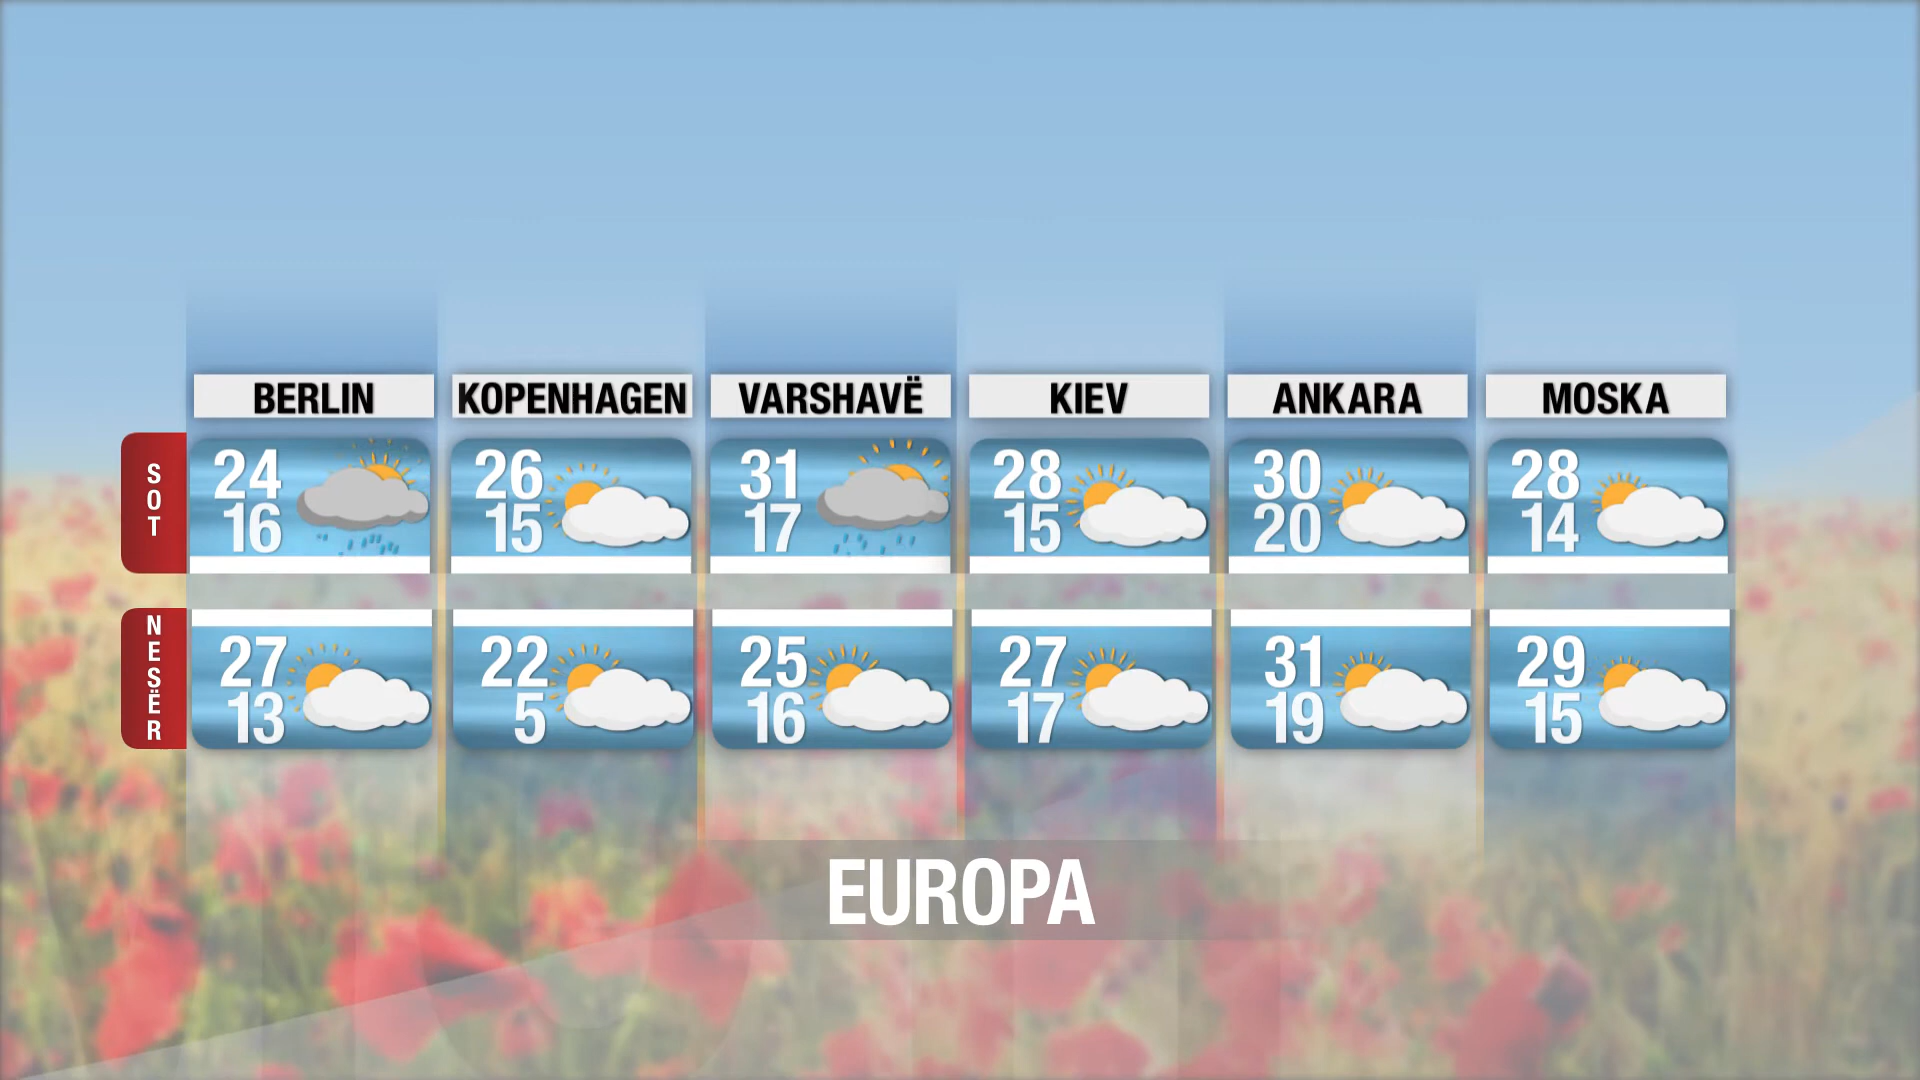 BERLIN KOPENHAGEN VARSHAVË KIEV ANKARA MOSKA
SOT
24 26 31 28 30 28
16 15 17 15 20 14
NESËR
27 22 25 27 31 29
13 5 16 17 19 15
EUROPA